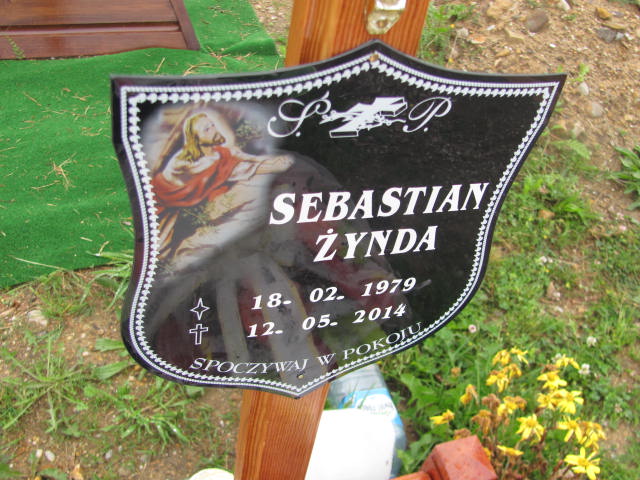 Ś. P.
SEBASTIAN
ŻYNDA
18- 02- 1979
12- 05- 2014
SPOCZYWAJ W POKOJU